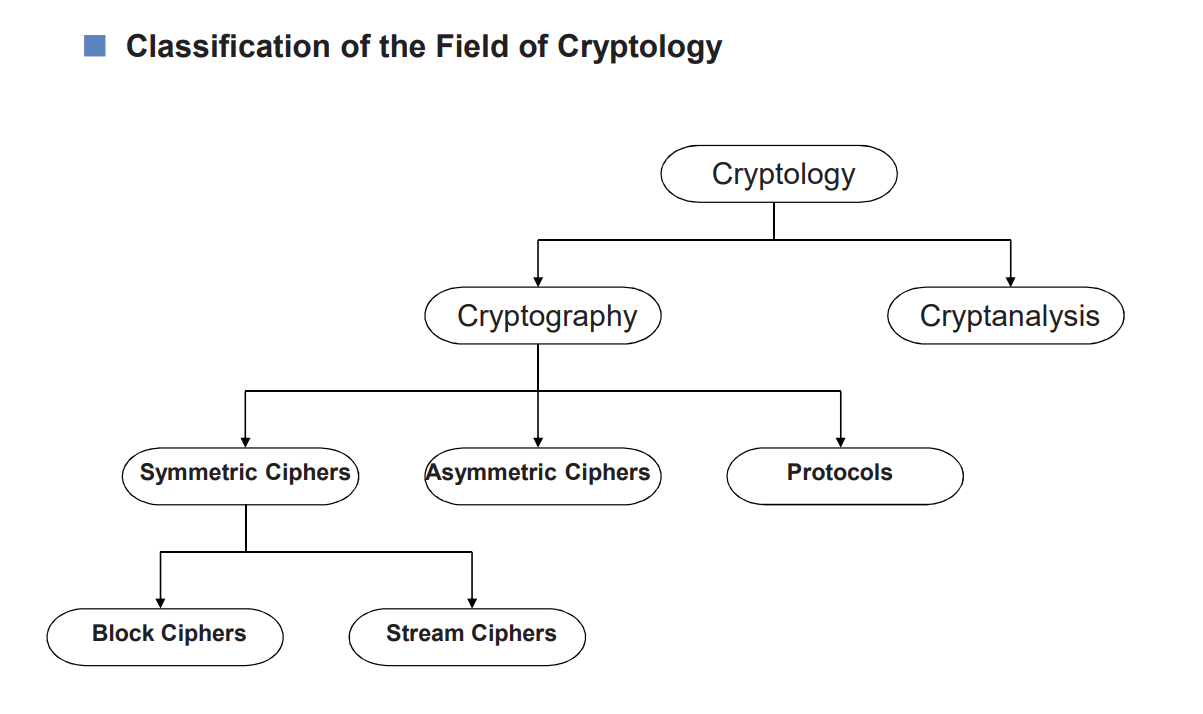 Classification of the Field of Cryptology
Cryptology
Cryptography
Cryptanalysis
Symmetric Ciphers
Asymmetric Ciphers
Protocols
Block Ciphers
Stream Ciphers